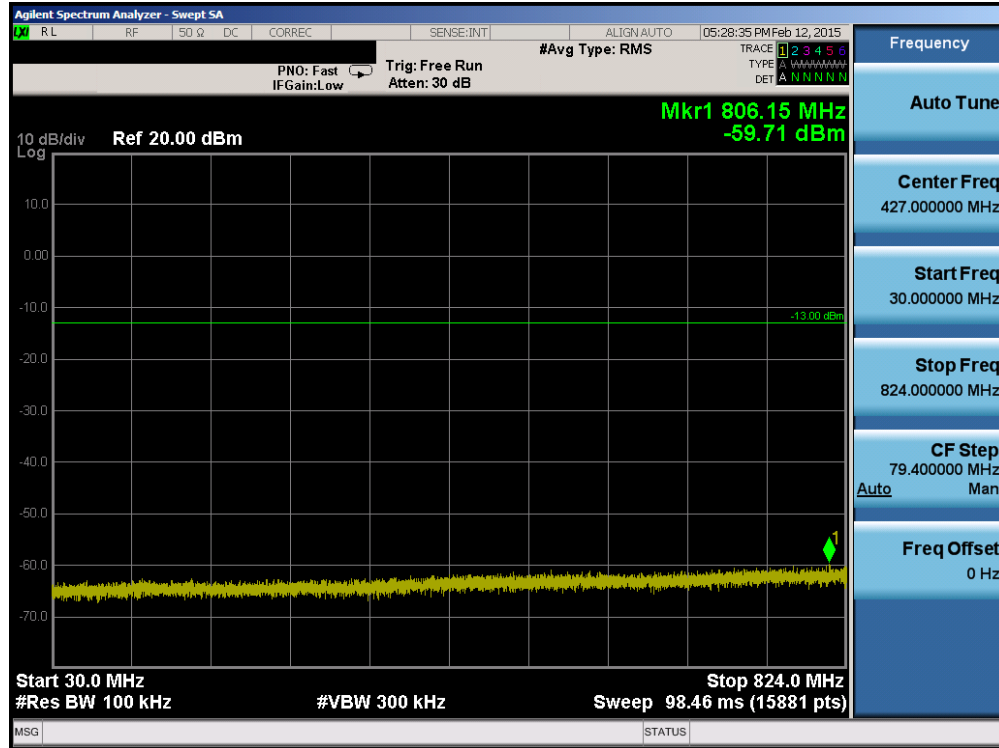 Agilent Spectrum Analyzer - Swept SA
LXI RL RF 50 Ω DC CORREC SENSE:INT ALIGN AUTO 05:28:35 PM Feb 12, 2015
#Avg Type: RMS TRACE 1 2 3 4 5 6
PNO: Fast Trig: Free Run TYPE A WWWWW
IFGain:Low Atten: 30 dB DET A N N N N N
Mkr1 806.15 MHz
-59.71 dBm
10 dB/div Ref 20.00 dBm
Log
10.0
0.00
-10.0
-13.00 dBm
-20.0
-30.0
-40.0
-50.0
1
-60.0
-70.0
Start 30.0 MHz Stop 824.0 MHz
#Res BW 100 kHz #VBW 300 kHz Sweep 98.46 ms (15881 pts)
MSG STATUS
Frequency
Auto Tune
Center Freq
427.000000 MHz
Start Freq
30.000000 MHz
Stop Freq
824.000000 MHz
CF Step
79.400000 MHz
Auto Man
Freq Offset
0 Hz